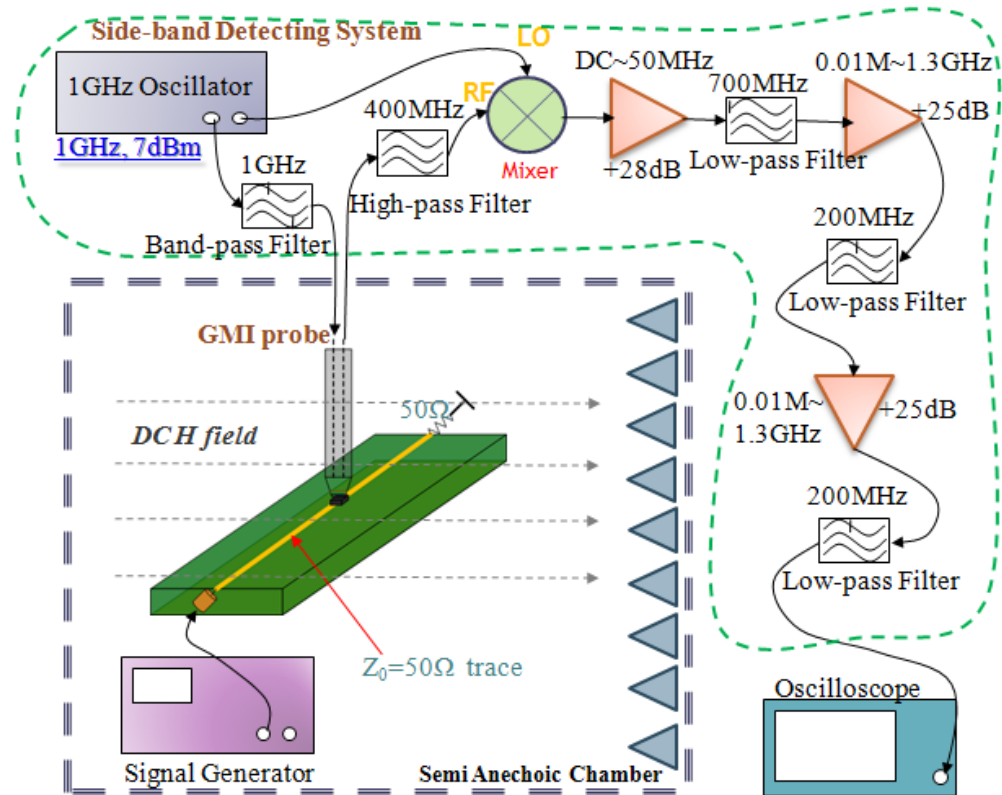 Side-band Detecting System
LO
DC~50MHz
0.01M~1.3GHz
1GHz Oscillator
RF
400MHz
700MHz
+25dB
1GHz, 7dBm
Mixer
+28dB
Low-pass Filter
1GHz
High-pass Filter
Band-pass Filter
200MHz
Low-pass Filter
GMI probe
50Ω
0.01M~
1.3GHz
+25dB
DC H field
200MHz
Low-pass Filter
Z₀=50Ω trace
Oscilloscope
Signal Generator
Semi Anechoic Chamber